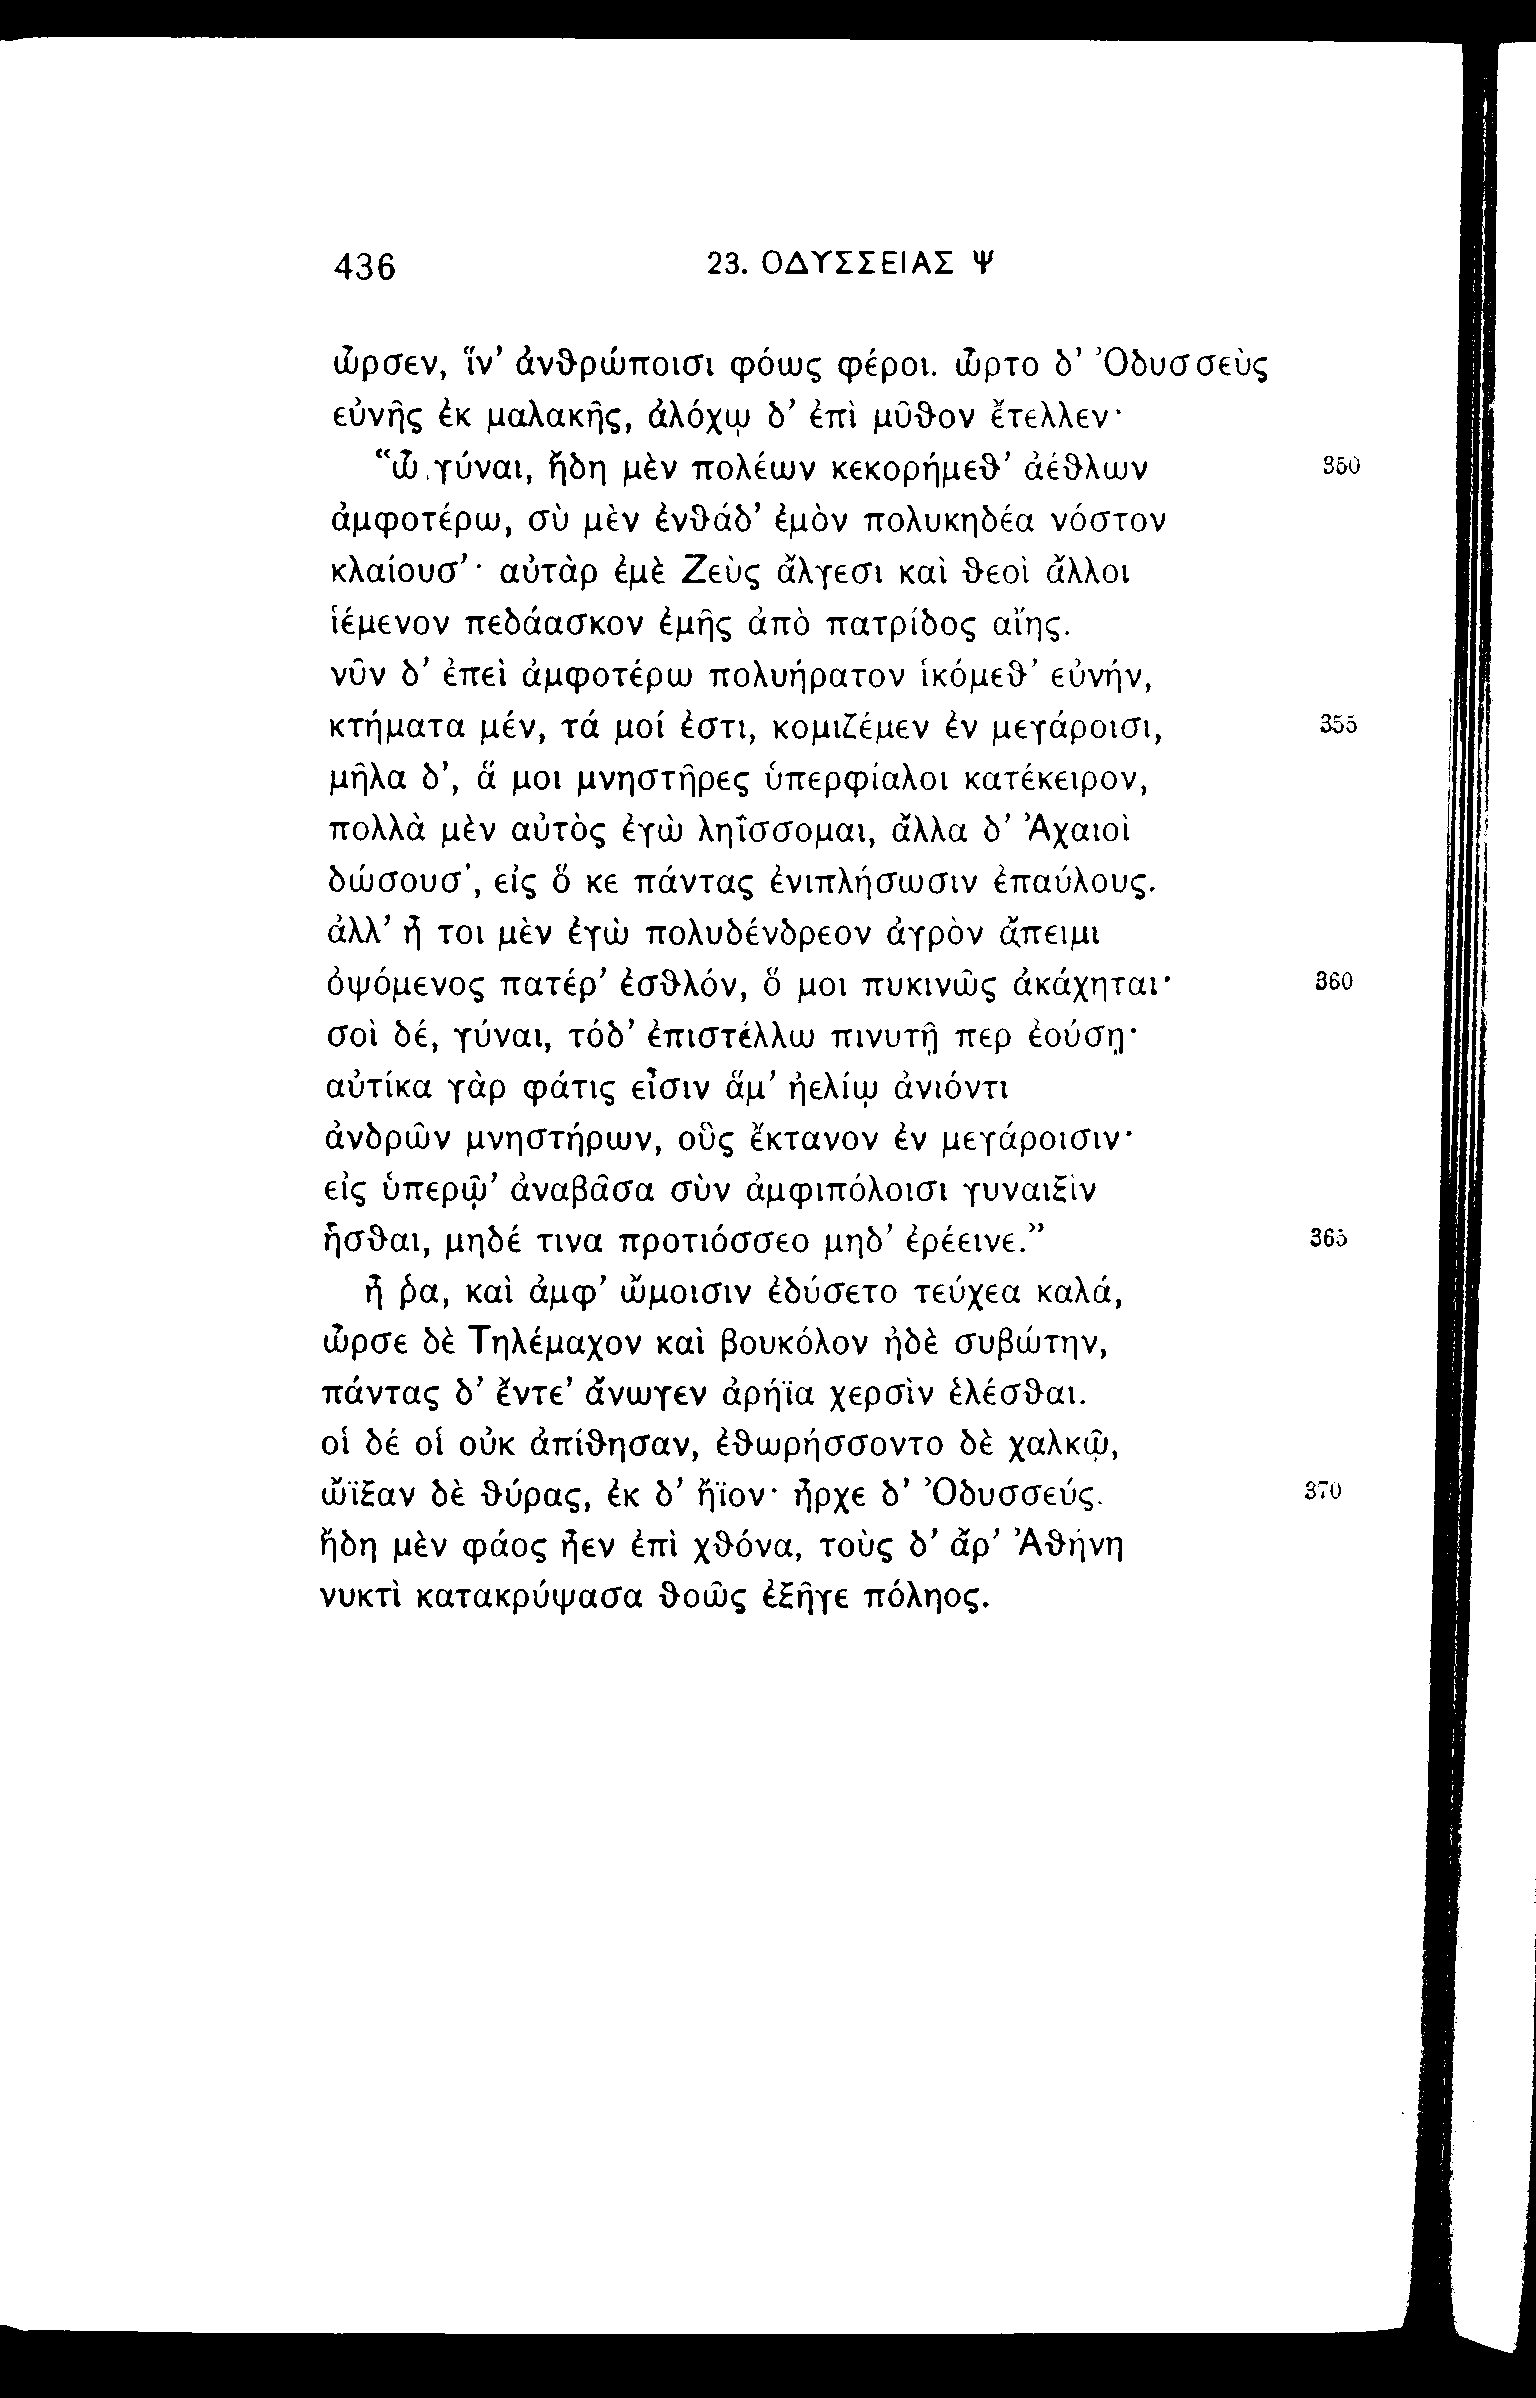 436 23. ΟΔΥΣΣΕΙΑΣ Ψ
ὦρσεν, ἵν’ ἀνθρώποισι φόως φέροι. ὦρτο δ’ Ὀδυσσεὺς
εὐνῆς ἐκ μαλακῆς, ἀλόχῳ δ’ ἐπὶ μῦθον ἔτελλεν·
“ὦ γύναι, ἤδη μὲν πολέων κεκορήμεθ’ ἀέθλων 350
ἀμφοτέρω, σὺ μὲν ἐνθάδ’ ἐμὸν πολυκηδέα νόστον
κλαίουσ’· αὐτὰρ ἐμὲ Ζεὺς ἄλγεσι καὶ θεοὶ ἄλλοι
ἱέμενον πεδάασκον ἐμῆς ἀπὸ πατρίδος αἴης.
νῦν δ’ ἐπεὶ ἀμφοτέρω πολυήρατον ἱκόμεθ’ εὐνήν,
κτήματα μέν, τά μοί ἐστι, κομιζέμεν ἐν μεγάροισι, 355
μῆλα δ’, ἅ μοι μνηστῆρες ὑπερφίαλοι κατέκειρον,
πολλὰ μὲν αὐτὸς ἐγὼ ληΐσσομαι, ἄλλα δ’ Ἀχαιοὶ
δώσουσ’, εἰς ὅ κε πάντας ἐνιπλήσωσιν ἐπαύλους.
ἀλλ’ ἦ τοι μὲν ἐγὼ πολυδένδρεον ἀγρὸν ἄπειμι
ὀψόμενος πατέρ’ ἐσθλόν, ὅ μοι πυκινῶς ἀκάχηται· 360
σοὶ δέ, γύναι, τόδ’ ἐπιστέλλω πινυτῇ περ ἐούσῃ·
αὐτίκα γὰρ φάτις εἶσιν ἅμ’ ἠελίῳ ἀνιόντι
ἀνδρῶν μνηστήρων, οὓς ἔκτανον ἐν μεγάροισιν·
εἰς ὑπερῷ’ ἀναβᾶσα σὺν ἀμφιπόλοισι γυναιξὶν
ἧσθαι, μηδέ τινα προτιόσσεο μηδ’ ἐρέεινε.” 365
ἦ ῥα, καὶ ἀμφ’ ὤμοισιν ἐδύσετο τεύχεα καλά,
ὦρσε δὲ Τηλέμαχον καὶ βουκόλον ἠδὲ συβώτην,
πάντας δ’ ἔντε’ ἄνωγεν ἀρήϊα χερσὶν ἑλέσθαι.
οἱ δέ οἱ οὐκ ἀπίθησαν, ἐθωρήσσοντο δὲ χαλκῷ,
ὤϊξαν δὲ θύρας, ἐκ δ’ ἤϊον· ἦρχε δ’ Ὀδυσσεύς. 370
ἤδη μὲν φάος ἦεν ἐπὶ χθόνα, τοὺς δ’ ἄρ’ Ἀθήνη
νυκτὶ κατακρύψασα θοῶς ἐξῆγε πόληος.